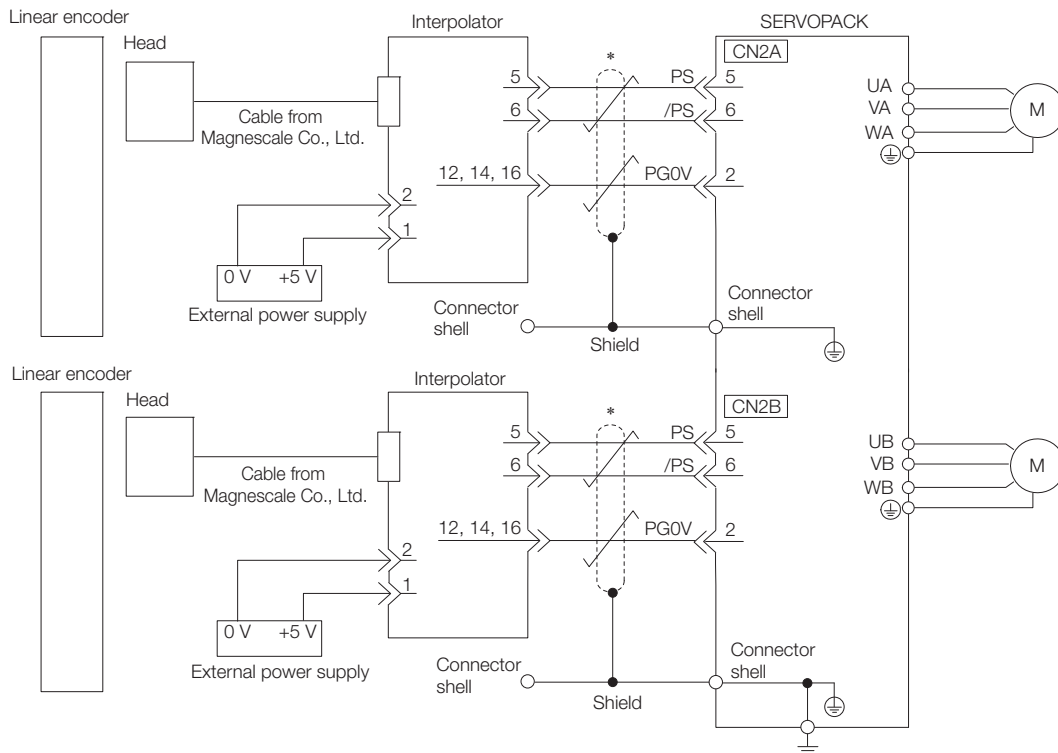 Linear encoder
Head
Interpolator
SERVOPACK
*
CN2A
5
PS
5
6
/PS
6
Cable from
Magnescale Co., Ltd.
12, 14, 16
PG0V
2
2
1
0 V
+5 V
External power supply
Connector
shell
Shield
Connector
shell
UA
VA
WA
M
Linear encoder
Head
Interpolator
*
CN2B
5
PS
5
6
/PS
6
Cable from
Magnescale Co., Ltd.
12, 14, 16
PG0V
2
2
1
0 V
+5 V
External power supply
Connector
shell
Shield
Connector
shell
UB
VB
WB
M